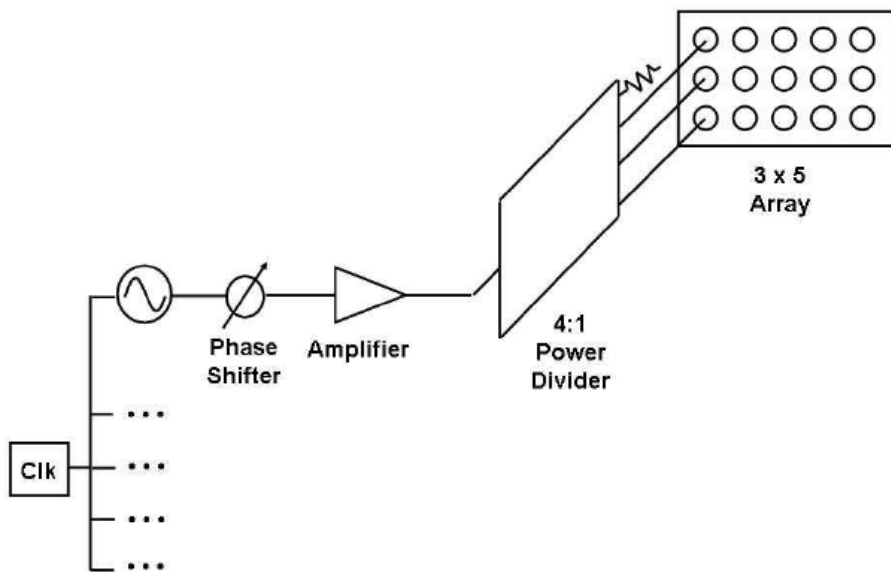 3 x 5
Array
4:1
Power
Divider
Phase
Shifter
Amplifier
Clk
...
...
...
...